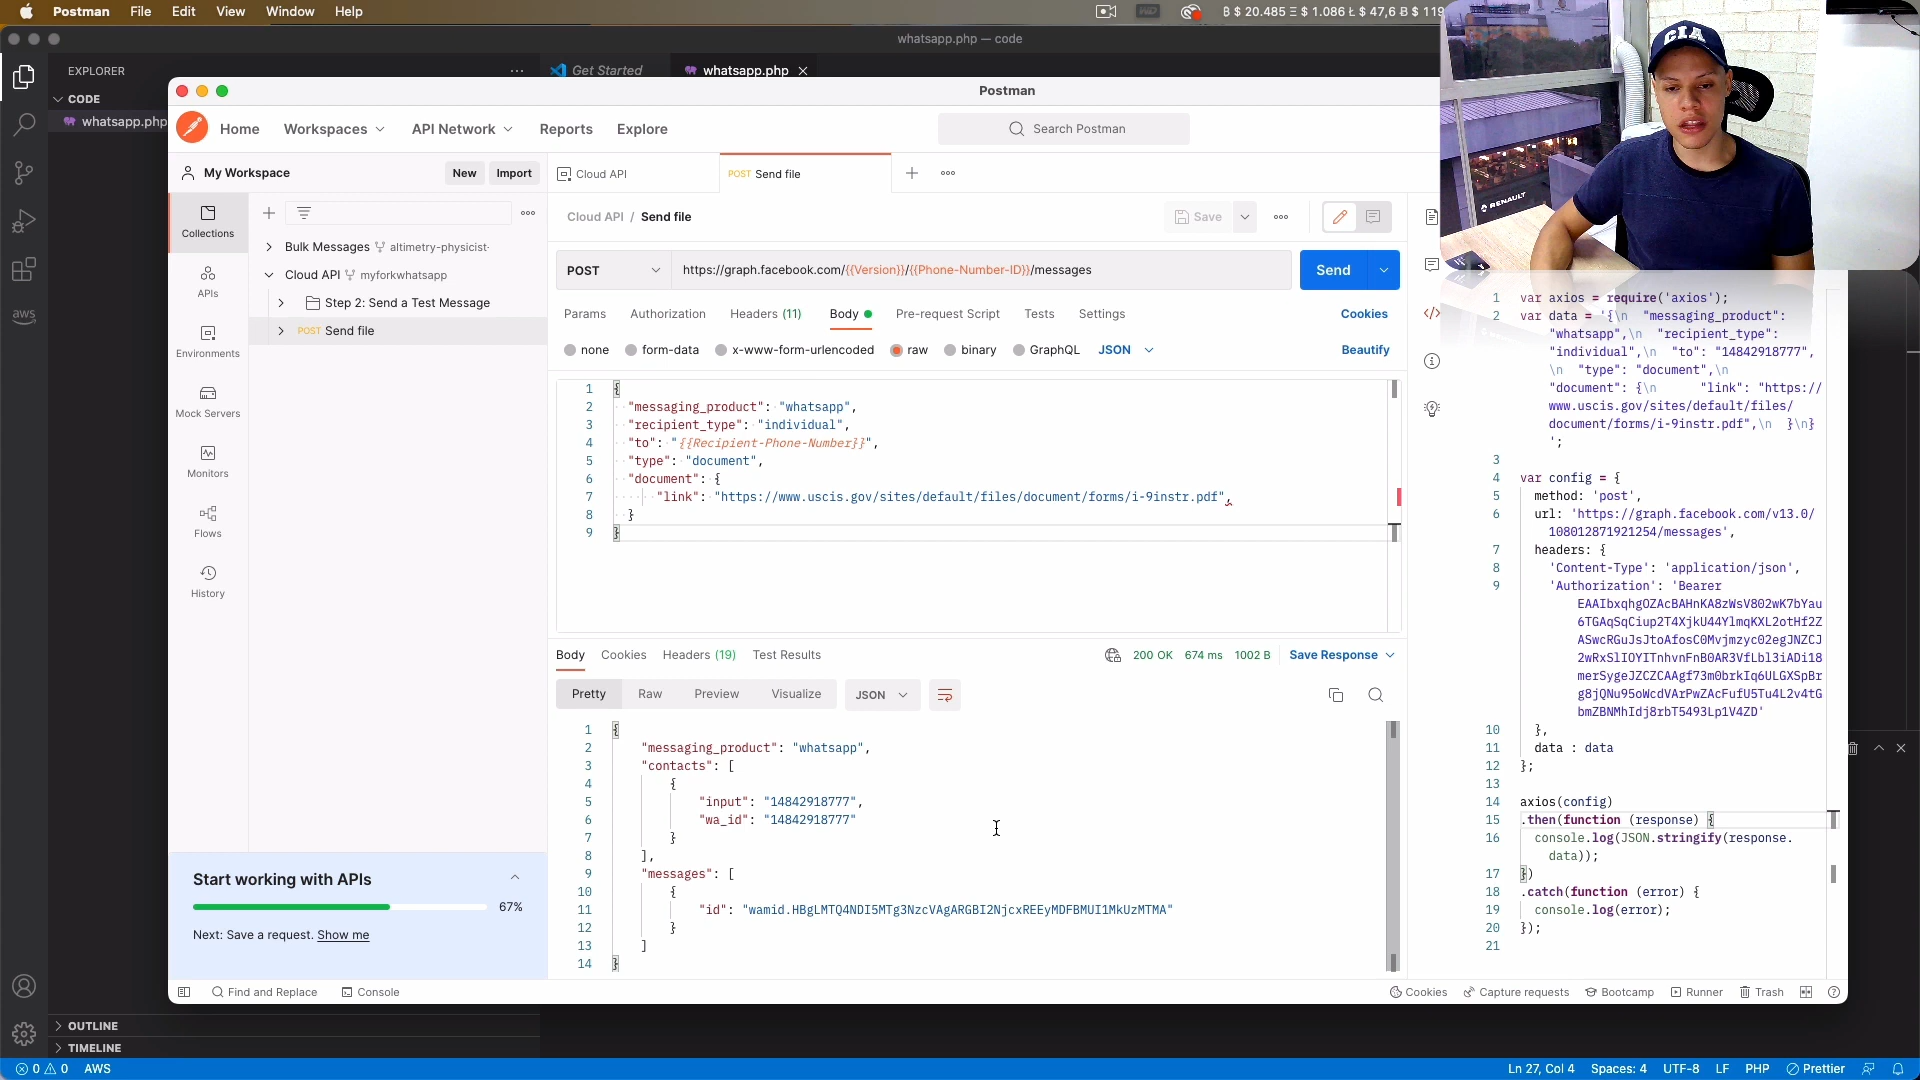 Postman File Edit View Window Help
₿ $ 20.485 Ξ $ 1.086 Ł $ 47,6 ₿ $ 119
whatsapp.php — code
EXPLORER
Get Started
whatsapp.php
CODE
whatsapp.php
Postman
Home Workspaces API Network Reports Explore
Search Postman
My Workspace
New Import
Cloud API
POST Send file
Cloud API / Send file
Save
Collections
APIs
Environments
Mock Servers
Monitors
Flows
History
Bulk Messages altimetry-physicist-
Cloud API myforkwhatsapp
Step 2: Send a Test Message
POST Send file
POST
https://graph.facebook.com/{{Version}}/{{Phone-Number-ID}}/messages
Send
Params Authorization Headers (11) Body Pre-request Script Tests Settings
Cookies
none form-data x-www-form-urlencoded raw binary GraphQL JSON
Beautify
1 {
2 "messaging_product": "whatsapp",
3 "recipient_type": "individual",
4 "to": "{{Recipient-Phone-Number}}",
5 "type": "document",
6 "document": {
7 "link": "https://www.uscis.gov/sites/default/files/document/forms/i-9instr.pdf",
8 }
9 }
Body Cookies Headers (19) Test Results
200 OK 674 ms 1002 B Save Response
Pretty Raw Preview Visualize JSON
1 {
2 "messaging_product": "whatsapp",
3 "contacts": [
4 {
5 "input": "14842918777",
6 "wa_id": "14842918777"
7 }
8 ],
9 "messages": [
10 {
11 "id": "wamid.HBgLMTQ4NDI5MTg3NzcVAgARGBI2NjcxREEyMDFBMUI1MkUzMTMA"
12 }
13 ]
14 }
Start working with APIs
67%
Next: Save a request. Show me
Find and Replace Console
Cookies Capture requests Bootcamp Runner Trash
CIA
RENAULT
1 var axios = require('axios');
2 var data = '{\n "messaging_product":
"whatsapp",\n "recipient_type":
"individual",\n "to": "14842918777",
\n "type": "document",\n
"document": {\n "link": "https://
www.uscis.gov/sites/default/files/
document/forms/i-9instr.pdf",\n }\n}
';
3
4 var config = {
5 method: 'post',
6 url: 'https://graph.facebook.com/v13.0/
108012871921254/messages',
7 headers: {
8 'Content-Type': 'application/json',
9 'Authorization': 'Bearer
EAAIbxqhgOZAcBAHnKA8zWsV802wK7bYau
6TGAqSqCiup2T4XjkU44YlmqKXL2otHf2Z
ASwcRGuJsJtoAfosC0Mvjmzyc02egJNZCJ
2wRxSlIOYITnhvnFnB0AR3VfLbl3iADi18
merSygeJZCZCAAgf73m0brkIq6ULGXSpBr
g8jQNu95oWcdVArPwZAcFufU5Tu4L2v4tG
bmZBNMhIdj8rbT5493Lp1V4ZD'
10 },
11 data : data
12 };
13
14 axios(config)
15 .then(function (response) {
16 console.log(JSON.stringify(response.
data));
17 })
18 .catch(function (error) {
19 console.log(error);
20 });
21
aws
OUTLINE
TIMELINE
0 0 AWS
Ln 27, Col 4 Spaces: 4 UTF-8 LF PHP Prettier